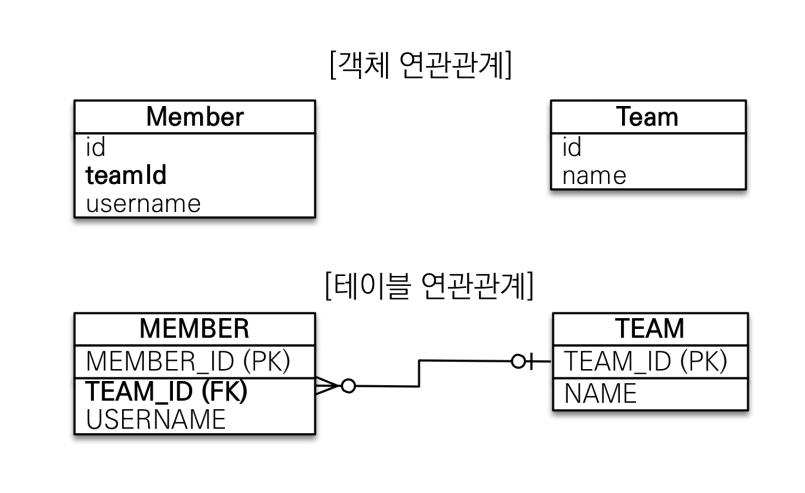 [객체 연관관계]
Member
id
teamId
username
Team
id
name
[테이블 연관관계]
MEMBER
MEMBER_ID (PK)
TEAM_ID (FK)
USERNAME
TEAM
TEAM_ID (PK)
NAME